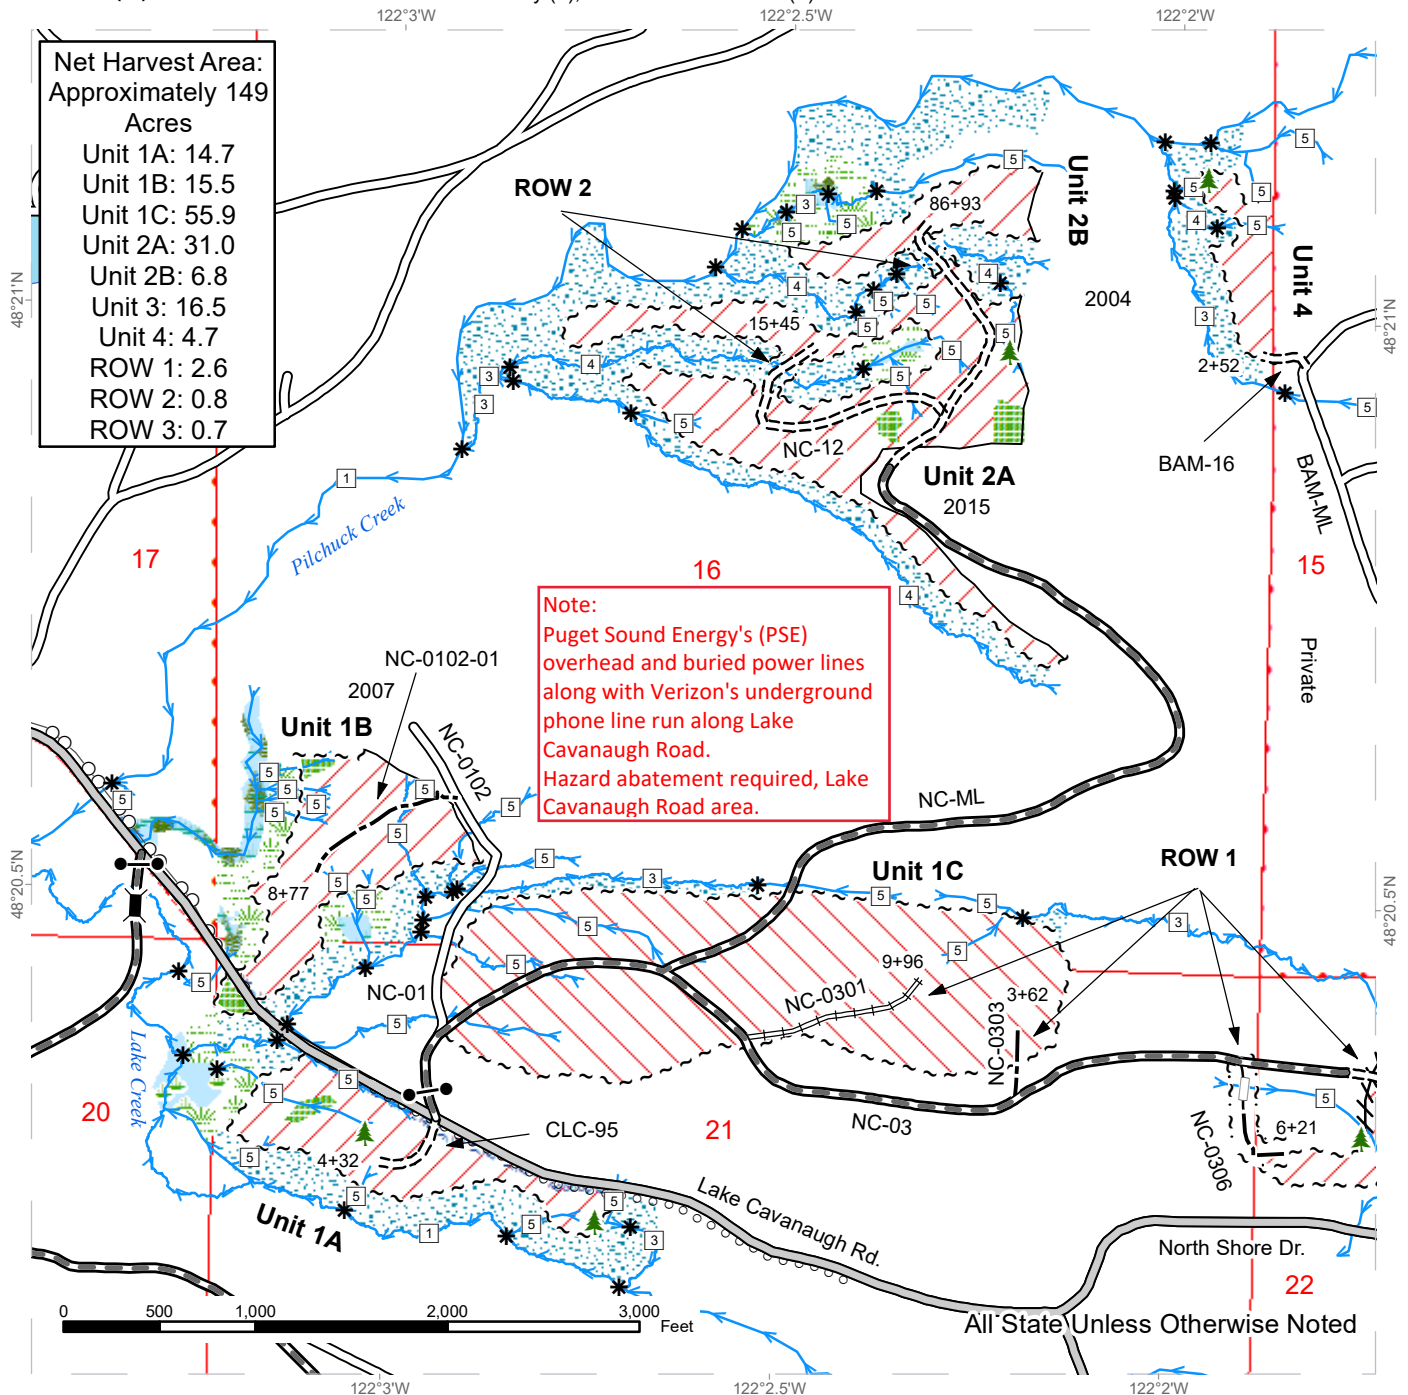 122°3'W
122°2.5'W
122°2'W
Net Harvest Area:
Approximately 149
Acres
Unit 1A: 14.7
Unit 1B: 15.5
Unit 1C: 55.9
Unit 2A: 31.0
Unit 2B: 6.8
Unit 3: 16.5
Unit 4: 4.7
ROW 1: 2.6
ROW 2: 0.8
ROW 3: 0.7
ROW 2
Unit 2B
86+93
Unit 4
2004
48°21'N
48°21'N
15+45
2+52
NC-12
Unit 2A
2015
BAM-16
BAM-ML
Pilchuck Creek
17
16
15
Private
Note:
Puget Sound Energy's (PSE)
overhead and buried power lines
along with Verizon's underground
phone line run along Lake
Cavanaugh Road.
Hazard abatement required, Lake
Cavanaugh Road area.
NC-0102-01
2007
Unit 1B
NC-0102
NC-ML
Unit 1C
ROW 1
48°20.5'N
48°20.5'N
8+77
NC-01
9+96
NC-0301
3+62
NC-0303
Lake Creek
20
21
NC-03
NC-0306
6+21
CLC-95
4+32
Unit 1A
Lake Cavanaugh Rd.
North Shore Dr.
22
0 500 1,000 2,000 3,000
Feet
All State Unless Otherwise Noted
122°3'W
122°2.5'W
122°2'W